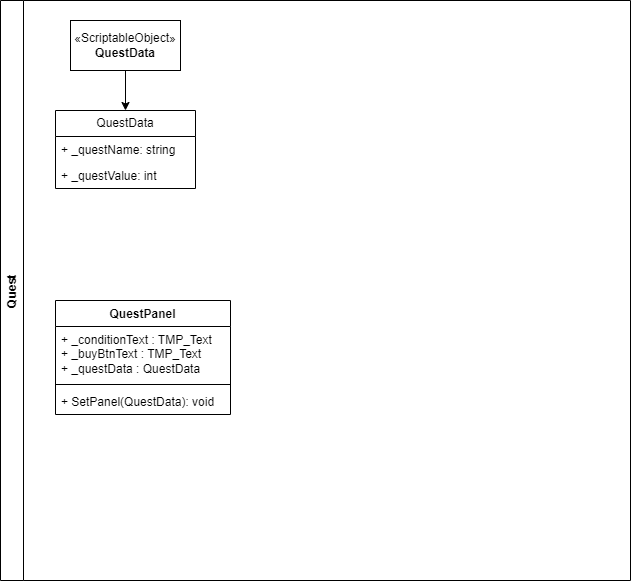 «ScriptableObject»
QuestData
QuestData
+ _questName: string
+ _questValue: int
Quest
QuestPanel
+ _conditionText : TMP_Text
+ _buyBtnText : TMP_Text
+ _questData : QuestData
+ SetPanel(QuestData): void